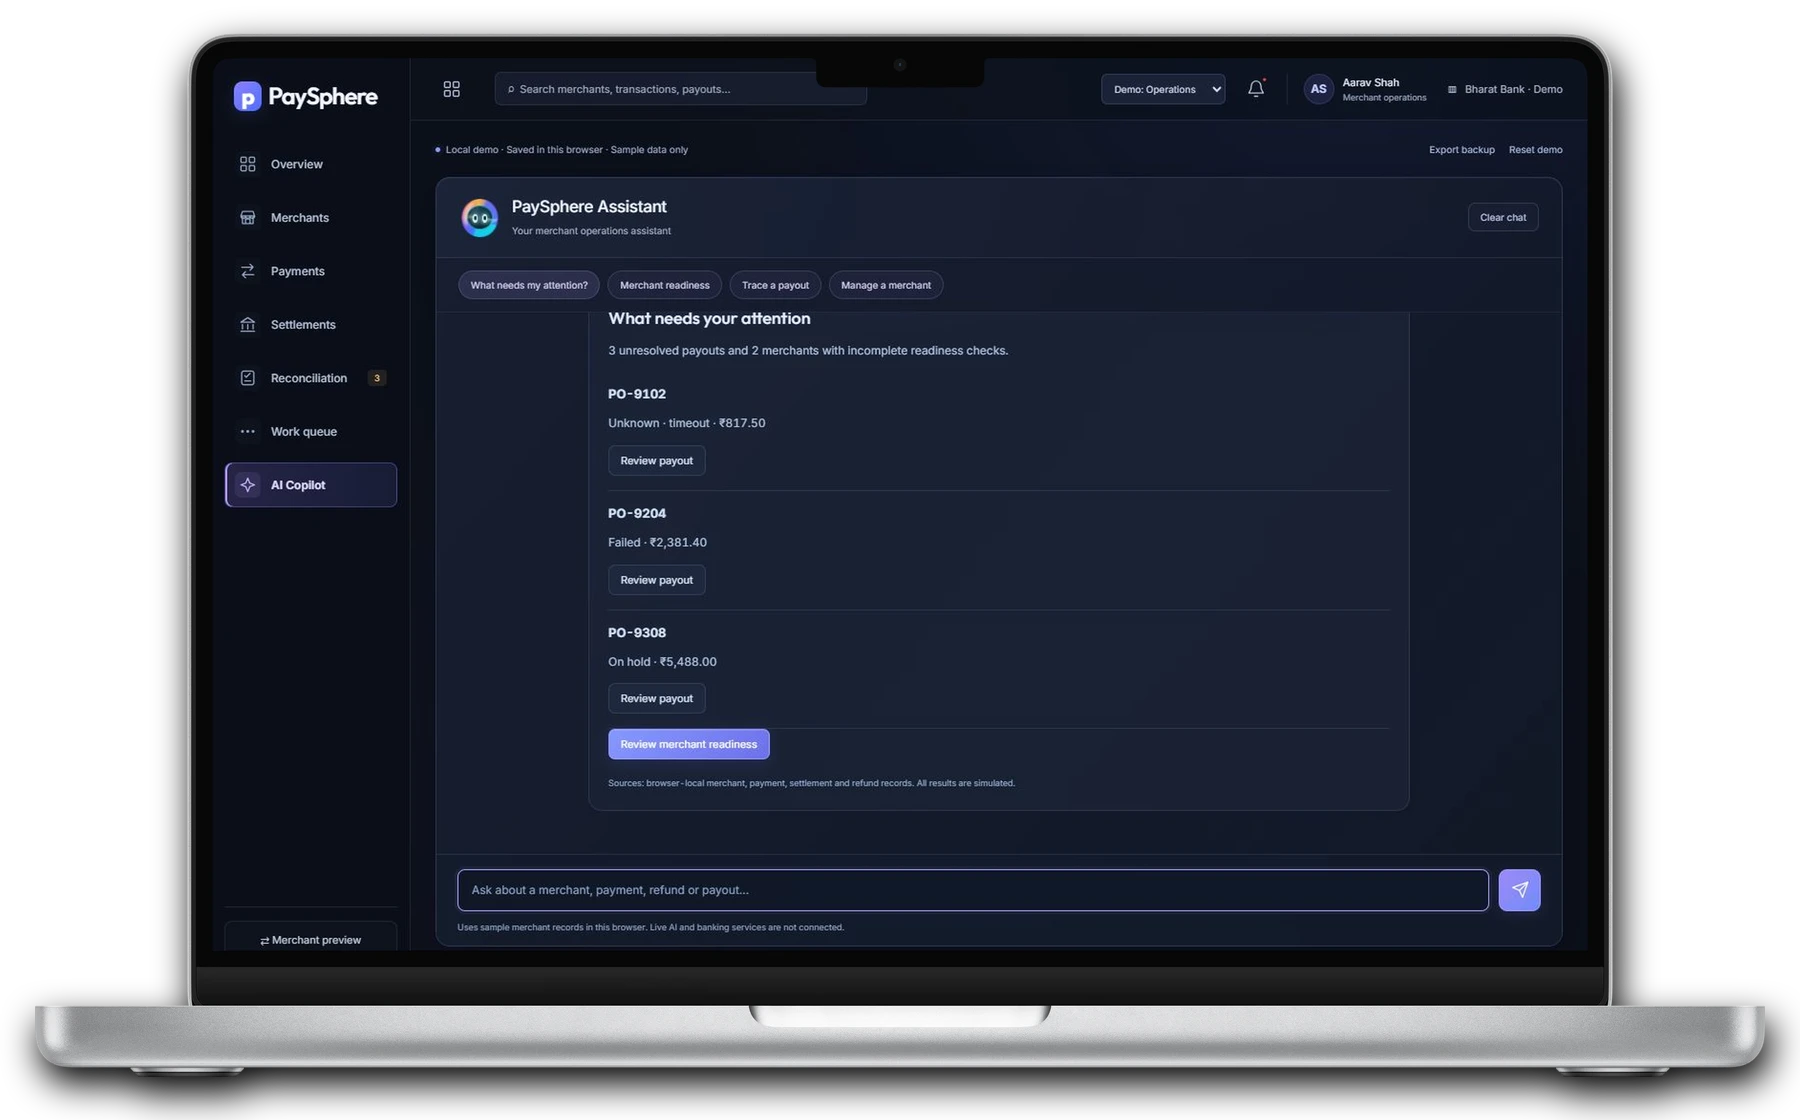 PaySphere
Search merchants, transactions, payouts...
Demo: Operations
AS
Aarav Shah
Merchant operations
Bharat Bank · Demo
Overview
Merchants
Payments
Settlements
Reconciliation 3
Work queue
AI Copilot
⇄ Merchant preview
Local demo · Saved in this browser · Sample data only
Export backup
Reset demo
PaySphere Assistant
Your merchant operations assistant
Clear chat
What needs my attention?
Merchant readiness
Trace a payout
Manage a merchant
What needs your attention
3 unresolved payouts and 2 merchants with incomplete readiness checks.
PO-9102
Unknown · timeout · ₹817.50
Review payout
PO-9204
Failed · ₹2,381.40
Review payout
PO-9308
On hold · ₹5,488.00
Review payout
Review merchant readiness
Sources: browser-local merchant, payment, settlement and refund records. All results are simulated.
Ask about a merchant, payment, refund or payout...
Uses sample merchant records in this browser. Live AI and banking services are not connected.